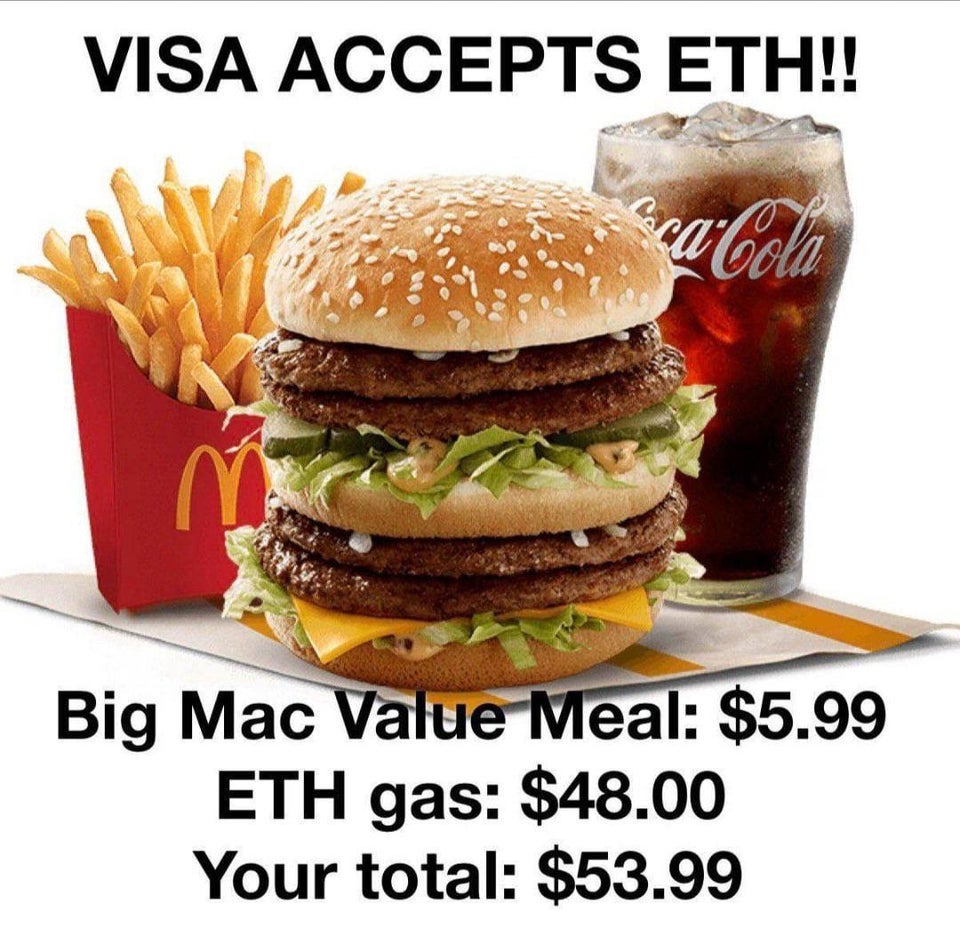 VISA ACCEPTS ETH!!
Coca-Cola
Big Mac Value Meal: $5.99
ETH gas: $48.00
Your total: $53.99